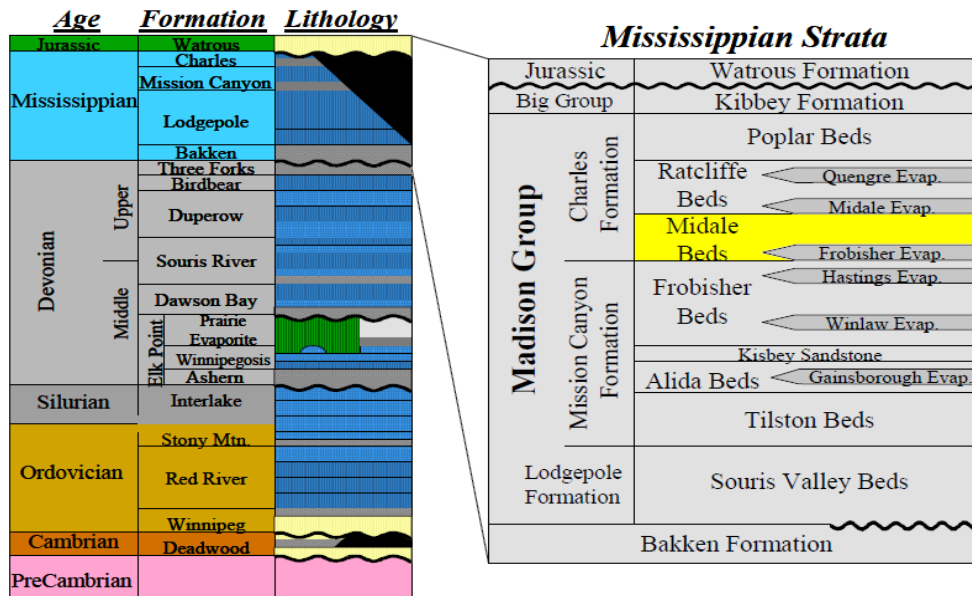 Age Formation Lithology
Jurassic
Watrous
Mississippian
Charles
Mission Canyon
Lodgepole
Bakken
Devonian
Upper
Middle
Three Forks
Birdbear
Duperow
Souris River
Dawson Bay
Elk Point
Prairie
Evaporite
Winnipegosis
Ashern
Silurian
Interlake
Ordovician
Stony Mtn.
Red River
Winnipeg
Cambrian
Deadwood
PreCambrian
Mississippian Strata
Jurassic
Watrous Formation
Big Group
Kibbey Formation
Madison Group
Charles
Formation
Poplar Beds
Ratcliffe
Beds
Quengre Evap.
Midale Evap.
Midale
Beds
Frobisher Evap.
Mission Canyon
Formation
Frobisher
Beds
Hastings Evap.
Winlaw Evap.
Kisbey Sandstone
Alida Beds
Gainsborough Evap.
Tilston Beds
Lodgepole
Formation
Souris Valley Beds
Bakken Formation